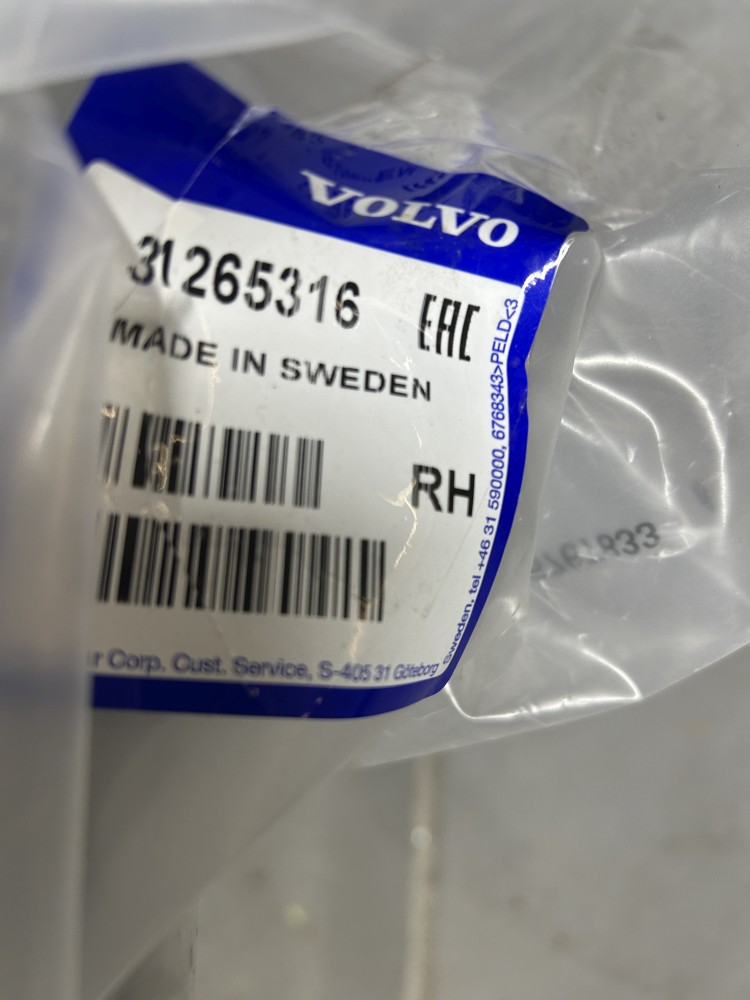 VOLVO
31265316
EAC
MADE IN SWEDEN
RH
r Corp. Cust. Service, S-405 31 Göteborg
Sweden. tel +46 31 590000, 6768343>PELD<3